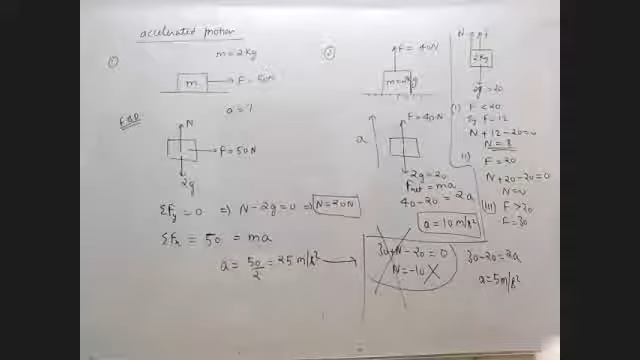 accelerated motion
①
m = 2kg
m
F = 50N
a = ?
FBD
N
F = 50N
2g
ΣFy = 0 ⇒ N - 2g = 0 ⇒ N = 20N
ΣFx = 50 = ma
a = 50/2 = 25 m/s²
②
F = 40N
m = 2kg
a
F = 40N
2g = 20
Fnet = ma
40 - 20 = 2a
a = 10 m/s²
N
2kg
2g = 20
(i) F < 20
F = 12
N + 12 - 20 = 0
N = 8
(ii) F = 20
N + 20 - 20 = 0
N = 0
(iii) F > 20
F = 30
30 + N - 20 = 0
N = -10
30 - 20 = 2a
a = 5 m/s²